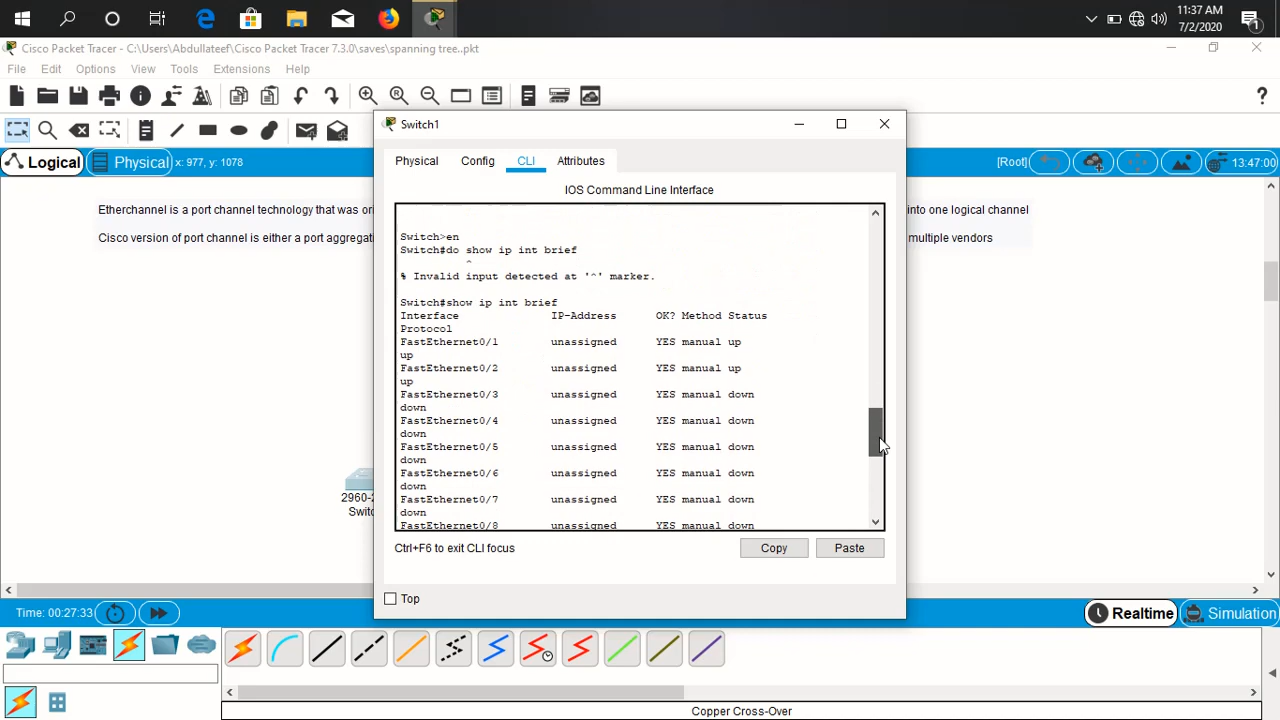 11:37 AM
7/2/2020
1
Cisco Packet Tracer - C:\Users\Abdullateef\Cisco Packet Tracer 7.3.0\saves\spanning tree..pkt
File Edit Options View Tools Extensions Help
?
Logical Physical x: 977, y: 1078 [Root] 13:47:00
Switch1
Physical Config CLI Attributes
IOS Command Line Interface
Etherchannel is a port channel technology that was ori
into one logical channel
Cisco version of port channel is either a port aggregati
multiple vendors
Switch>en
Switch#do show ip int brief
^
% Invalid input detected at '^' marker.
Switch#show ip int brief
Interface IP-Address OK? Method Status
Protocol
FastEthernet0/1 unassigned YES manual up
up
FastEthernet0/2 unassigned YES manual up
up
FastEthernet0/3 unassigned YES manual down
down
FastEthernet0/4 unassigned YES manual down
down
FastEthernet0/5 unassigned YES manual down
down
FastEthernet0/6 unassigned YES manual down
down
FastEthernet0/7 unassigned YES manual down
down
FastEthernet0/8 unassigned YES manual down
2960-2
Switc
Ctrl+F6 to exit CLI focus
Copy Paste
Top
Time: 00:27:33
Realtime Simulation
Copper Cross-Over